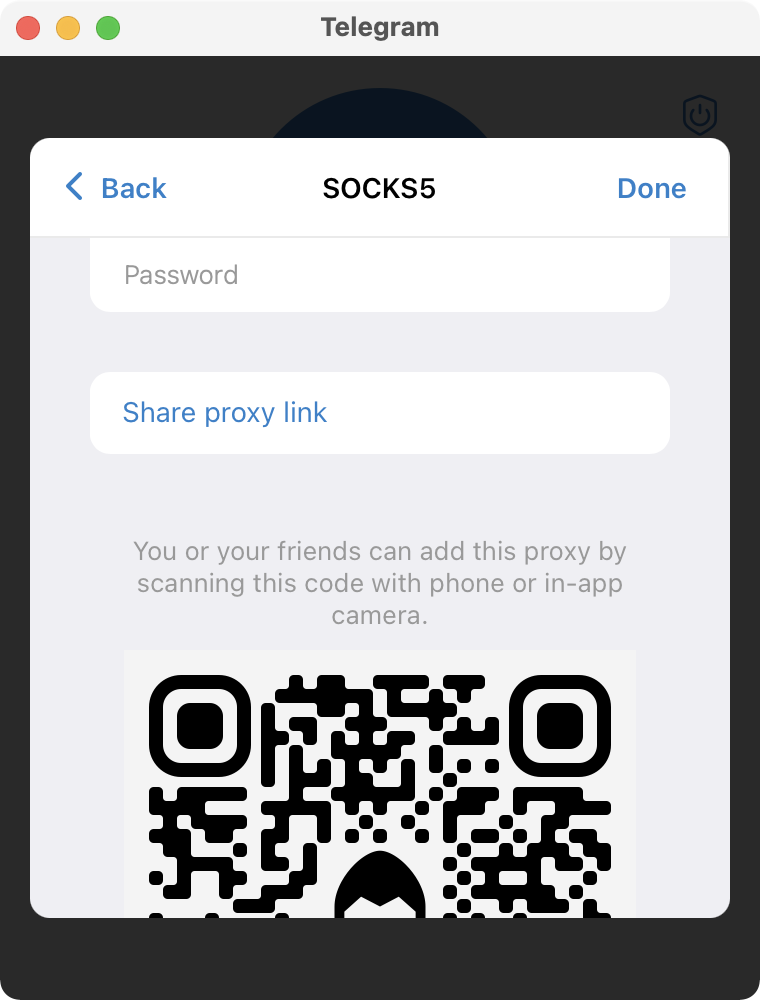 Telegram
Back
SOCKS5
Done
Password
Share proxy link
You or your friends can add this proxy by
scanning this code with phone or in-app
camera.